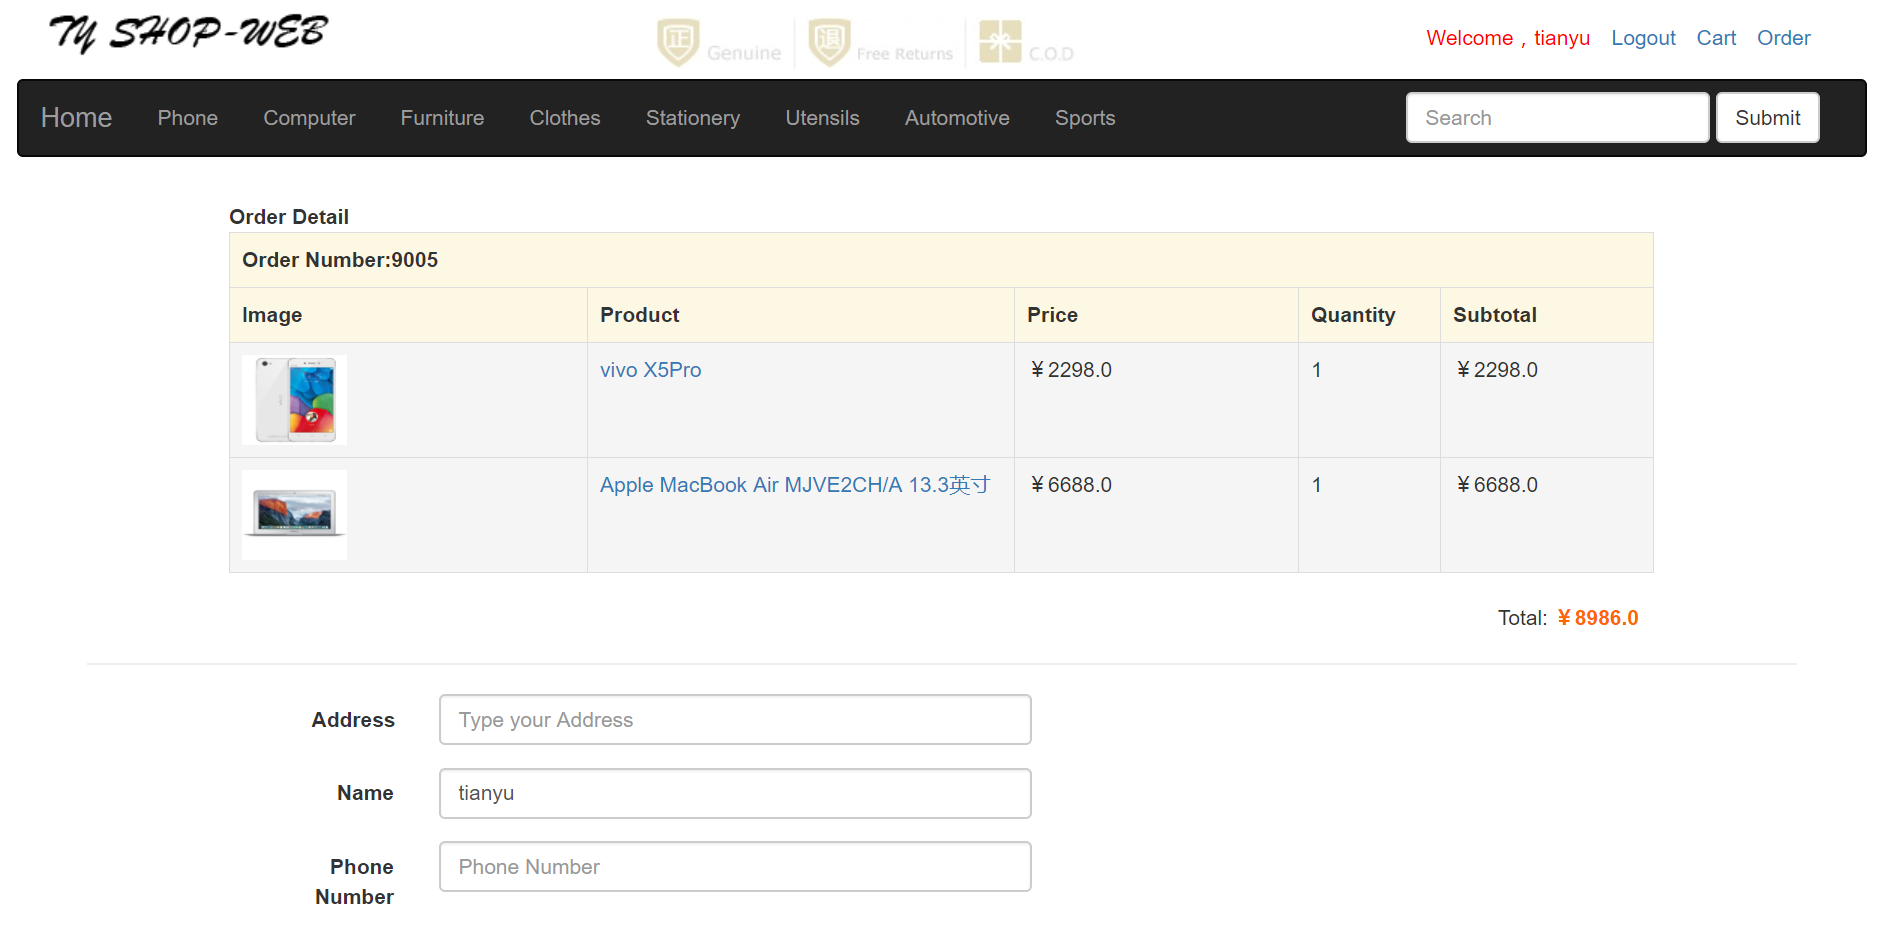 TY SHOP-WEB
正 Genuine 退 Free Returns C.O.D
Welcome，tianyu Logout Cart Order
Home Phone Computer Furniture Clothes Stationery Utensils Automotive Sports Search Submit
Order Detail
Order Number:9005
Image Product Price Quantity Subtotal
vivo X5Pro ￥2298.0 1 ￥2298.0
Apple MacBook Air MJVE2CH/A 13.3英寸 ￥6688.0 1 ￥6688.0
Total: ￥8986.0
Address Type your Address
Name tianyu
Phone Number Phone Number